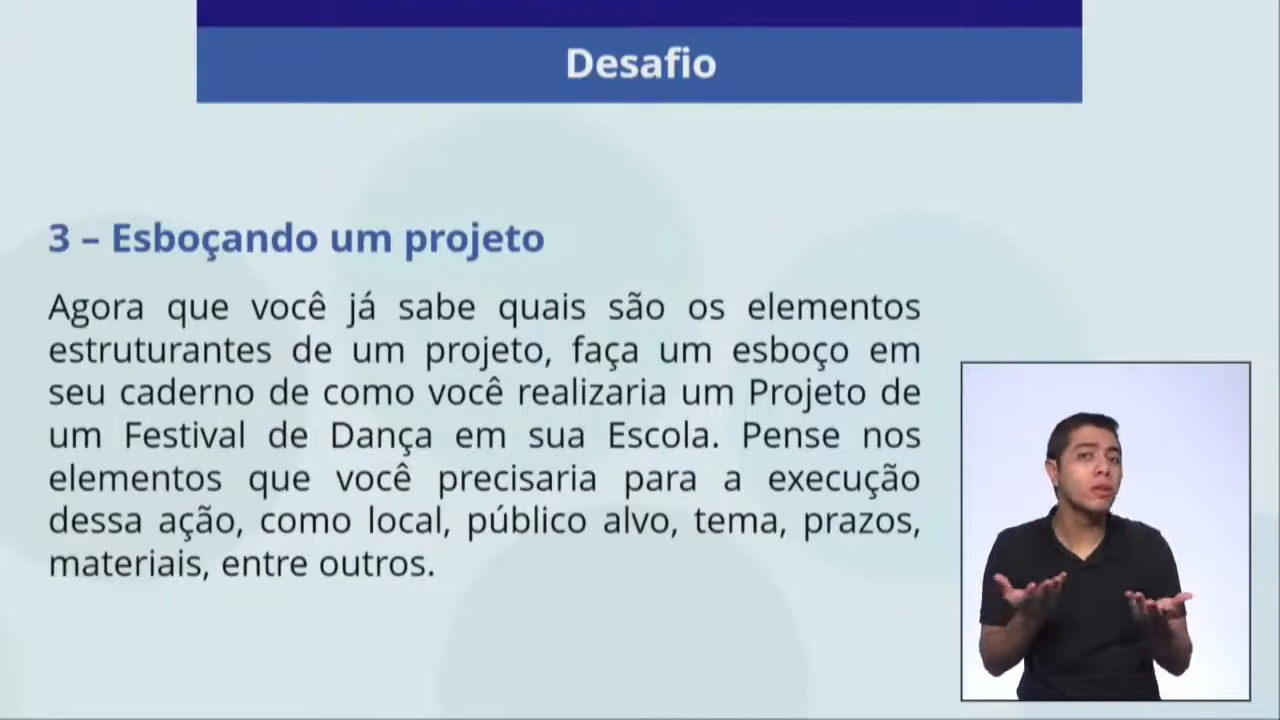 Desafio
3 – Esboçando um projeto
Agora que você já sabe quais são os elementos
estruturantes de um projeto, faça um esboço em
seu caderno de como você realizaria um Projeto de
um Festival de Dança em sua Escola. Pense nos
elementos que você precisaria para a execução
dessa ação, como local, público alvo, tema, prazos,
materiais, entre outros.